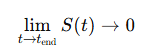 lim S(t) → 0
t→t_end